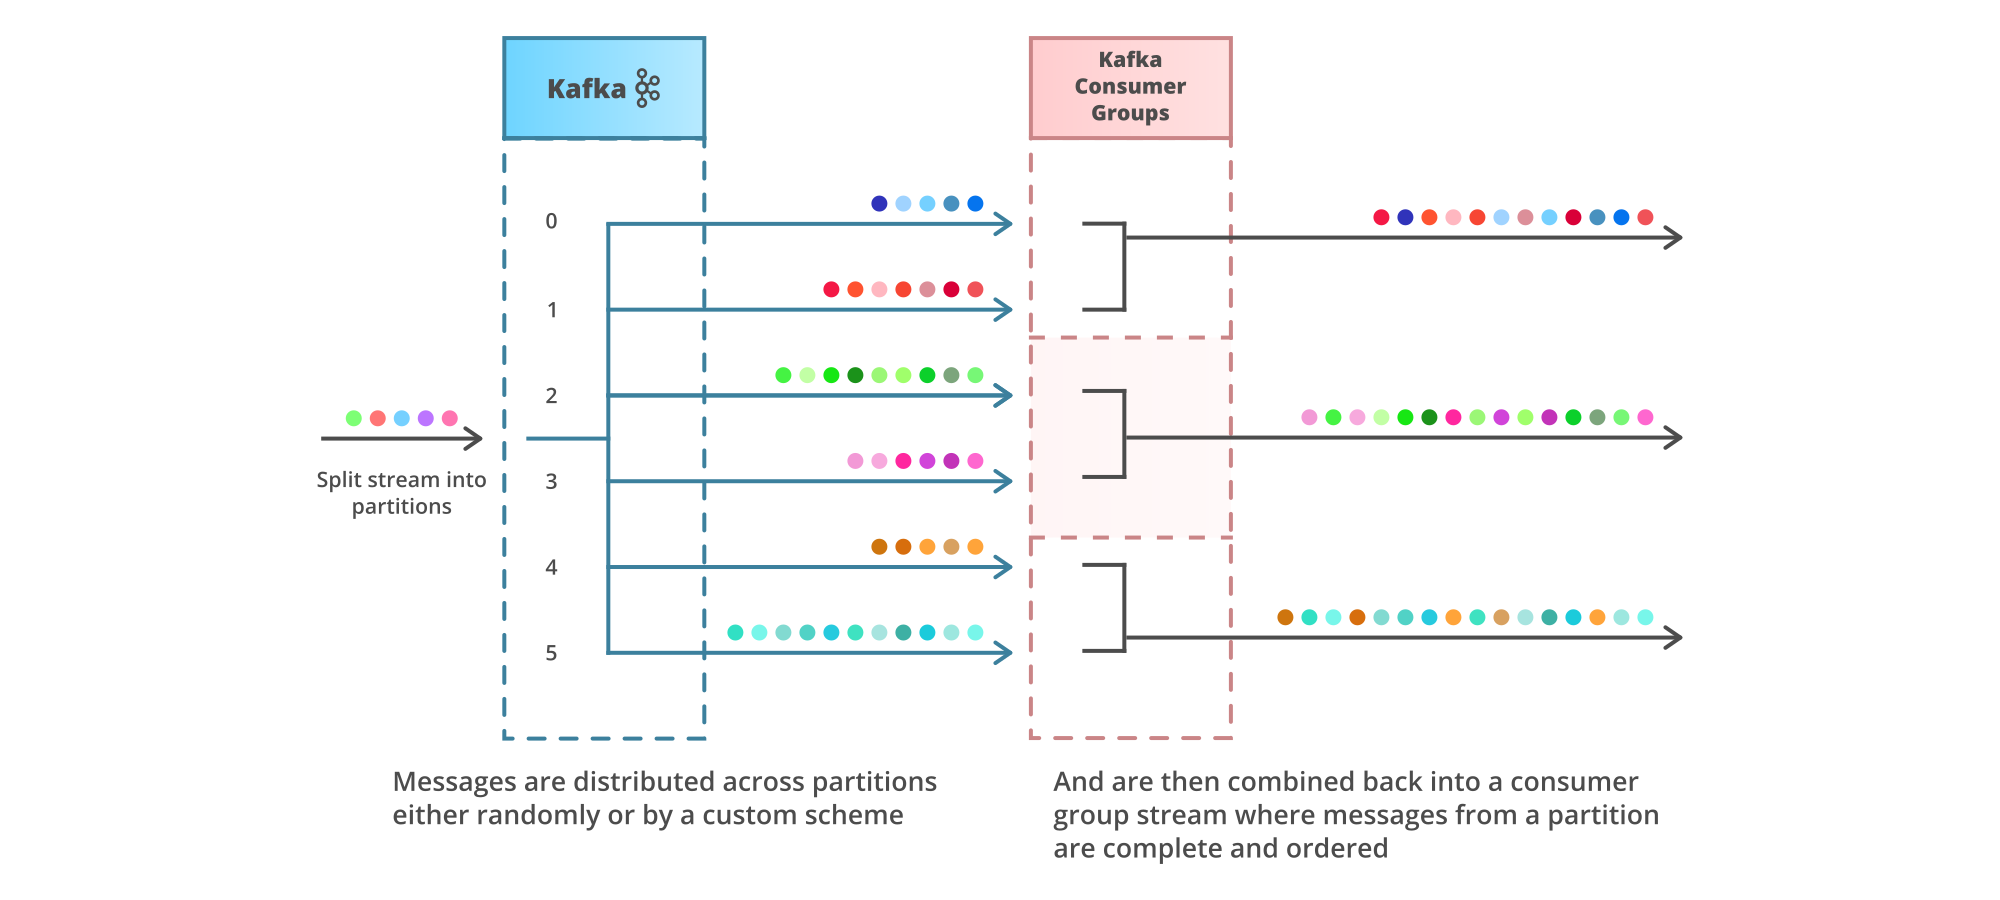 Kafka
Kafka
Consumer
Groups
0
1
2
3
4
5
Split stream into
partitions
Messages are distributed across partitions
either randomly or by a custom scheme
And are then combined back into a consumer
group stream where messages from a partition
are complete and ordered